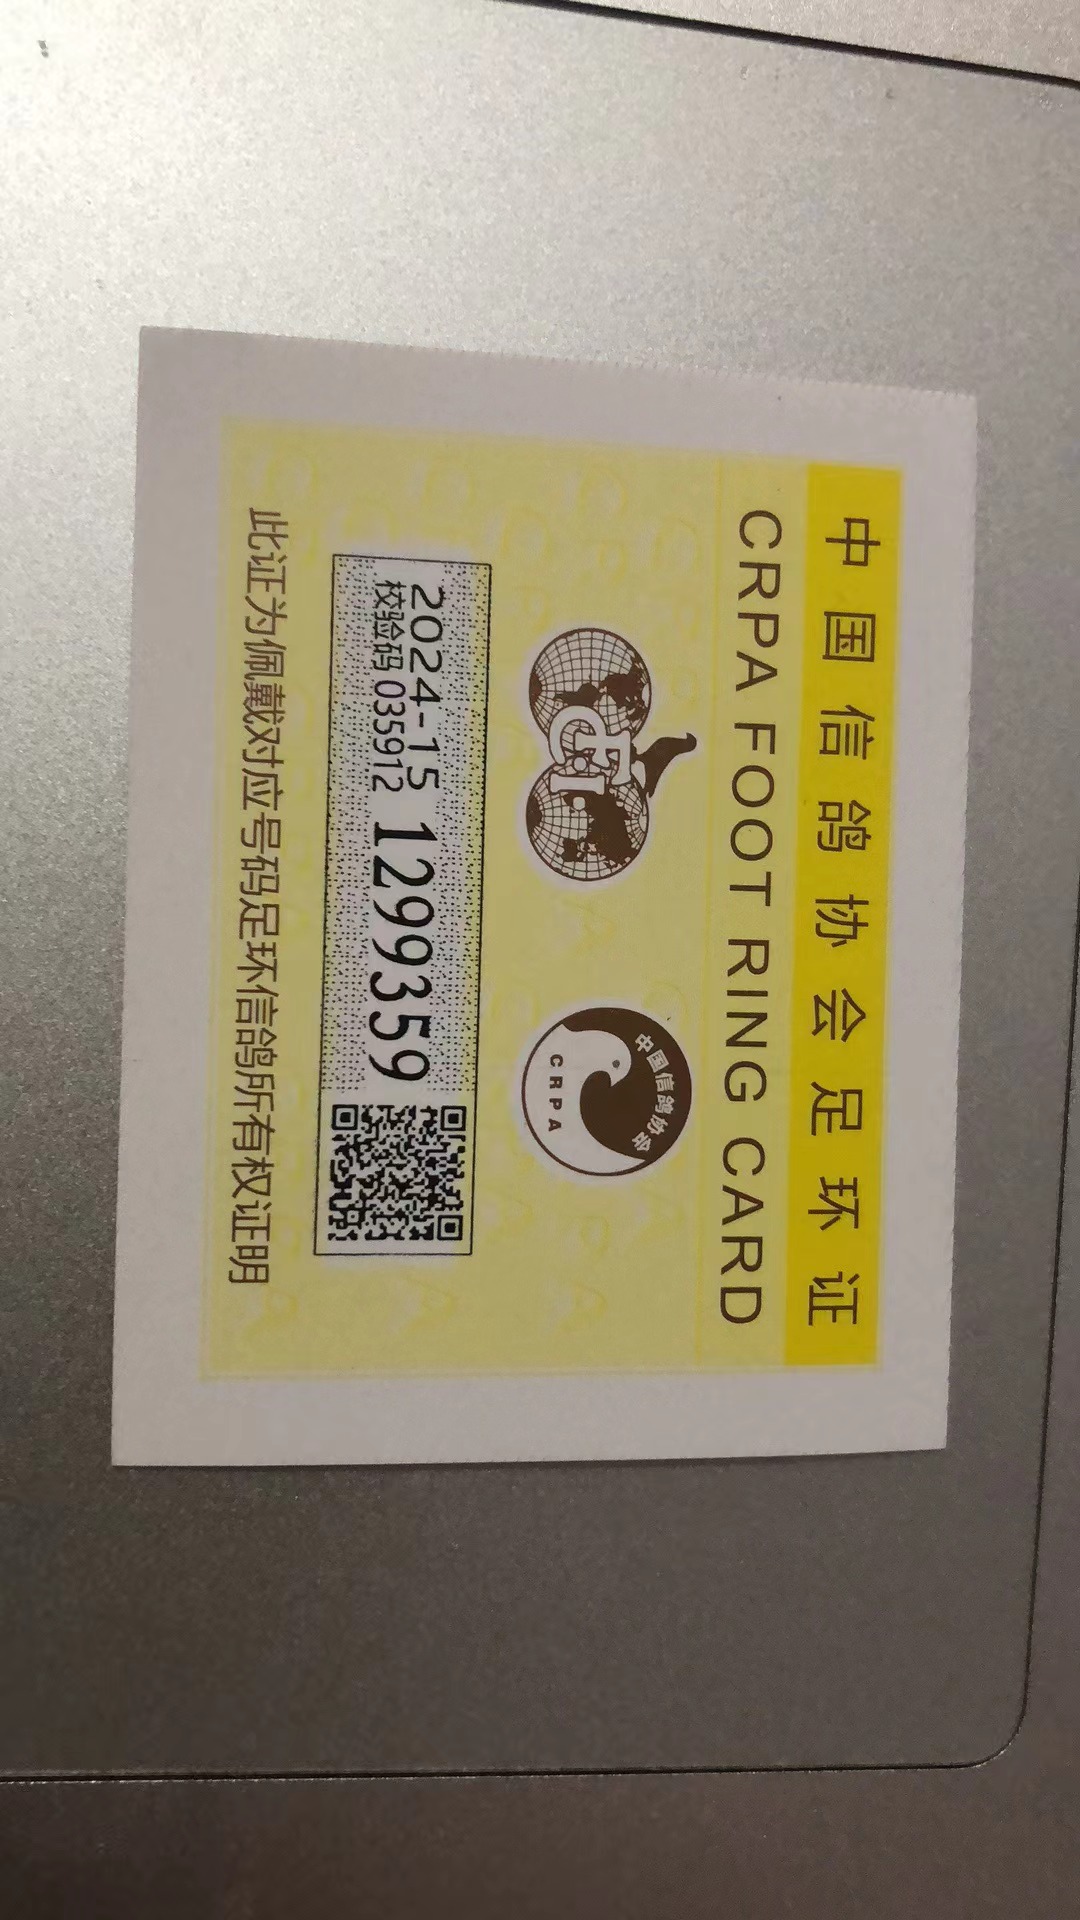 中国信鸽协会足环证
CRPA FOOT RING CARD
FCI
中国信鸽协会
CRPA
2024-15 1299359
校验码 035912
此证为佩戴对应号码足环信鸽所有权证明